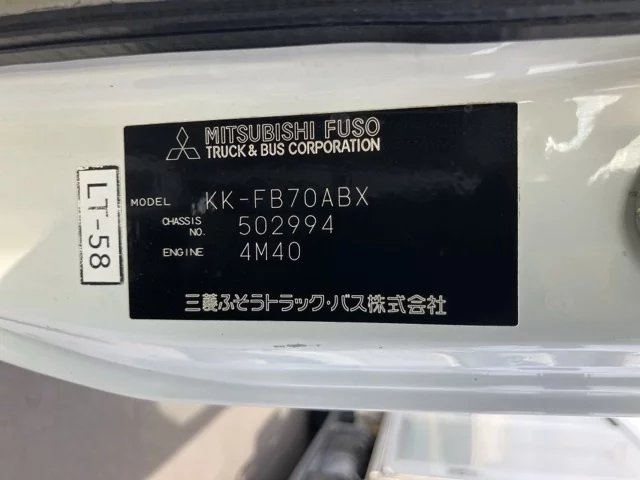 MITSUBISHI FUSO
TRUCK & BUS CORPORATION
MODEL KK-FB70ABX
CHASSIS NO. 502994
ENGINE 4M40
三菱ふそうトラック・バス株式会社
LT-58